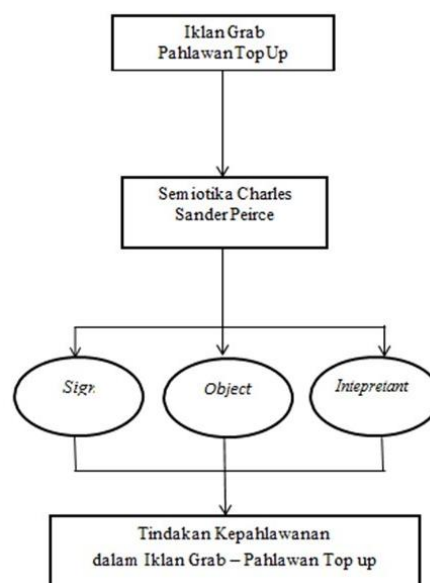 Iklan Grab
Pahlawan Top Up
Semiotika Charles
Sander Peirce
Sign
Object
Intepretant
Tindakan Kepahlawanan
dalam Iklan Grab – Pahlawan Top up